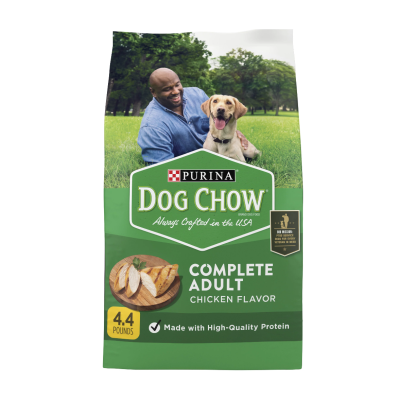 PURINA
DOG CHOW
Always Crafted in the USA
COMPLETE
ADULT
CHICKEN FLAVOR
4.4
POUNDS
Made with High-Quality Protein